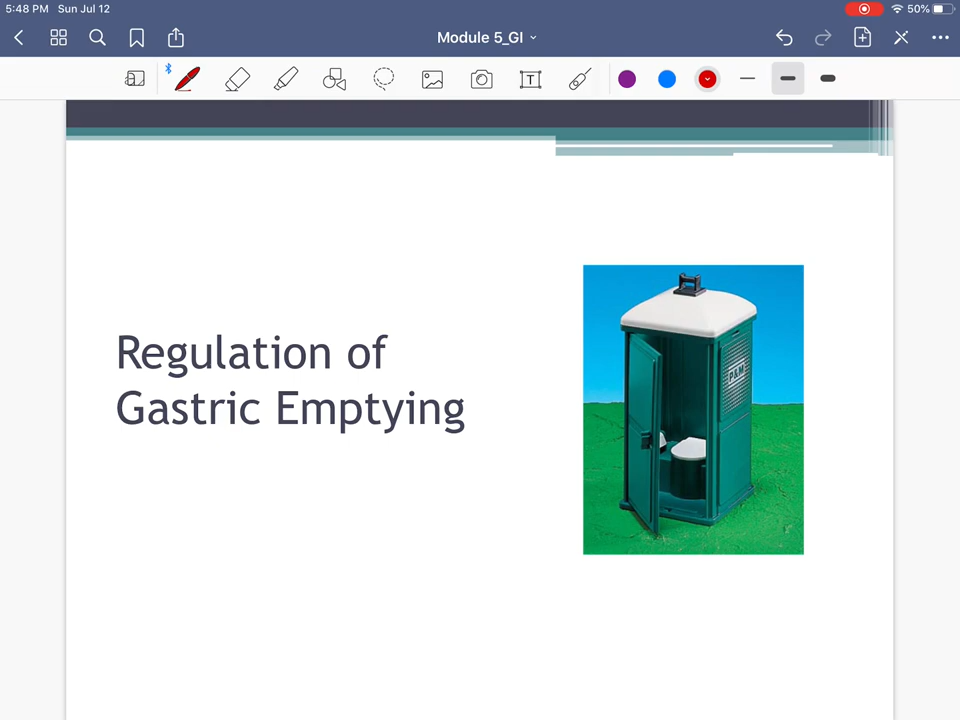 5:48 PM Sun Jul 12
50%
Module 5_GI
T
Regulation of
Gastric Emptying
P&M